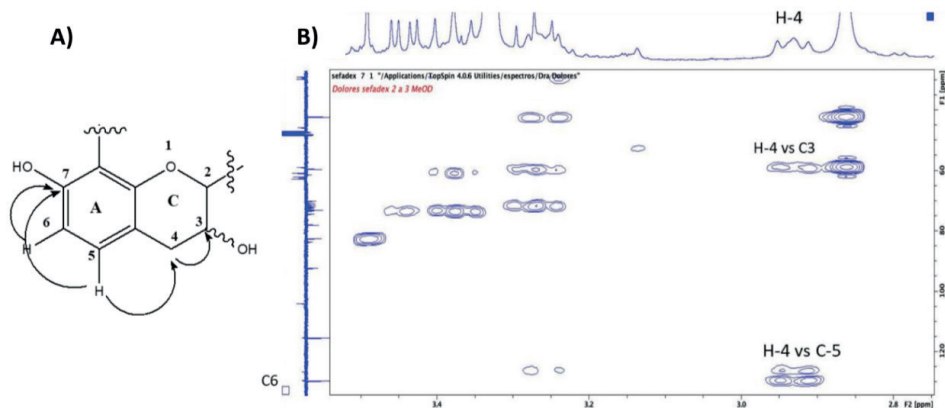 A)
B)
H-4
sefadex 7 1 "/Applications/TopSpin 4.0.6 Utilities/espectros/Dra Dolores"
Dolores sefadex 2 a 3 MeOD
F1 [ppm]
1
HO
7
O
2
A
C
3
6
4
H
5
OH
H
H-4 vs C3
60
80
100
H-4 vs C-5
120
C6
3.4
3.2
3.0
2.8
F2 [ppm]